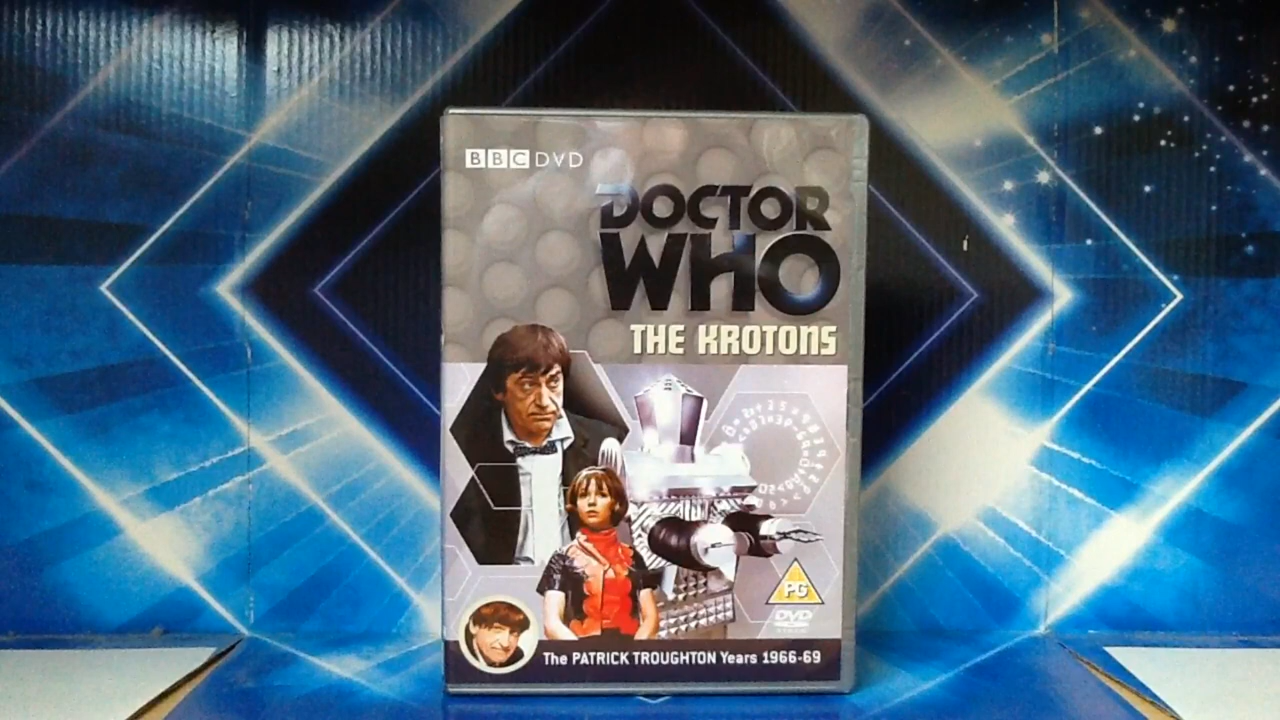 BBC DVD
DOCTOR
WHO
THE KROTONS
PG
DVD
The PATRICK TROUGHTON Years 1966-69